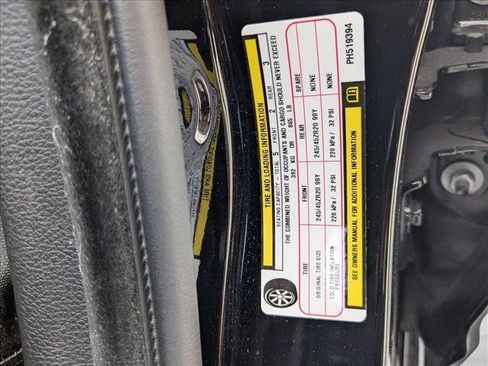 TIRE AND LOADING INFORMATION
SEATING CAPACITY - TOTAL 5 FRONT 2 REAR 3
THE COMBINED WEIGHT OF OCCUPANTS AND CARGO SHOULD NEVER EXCEED
392 KG OR 865 LB
TIRE FRONT REAR SPARE
ORIGINAL TIRE SIZE 245/45ZR20 99Y 245/45ZR20 99Y NONE
COLD TIRE INFLATION PRESSURE 220 kPa / 32 PSI 220 kPa / 32 PSI NONE
SEE OWNERS MANUAL FOR ADDITIONAL INFORMATION
PH519394